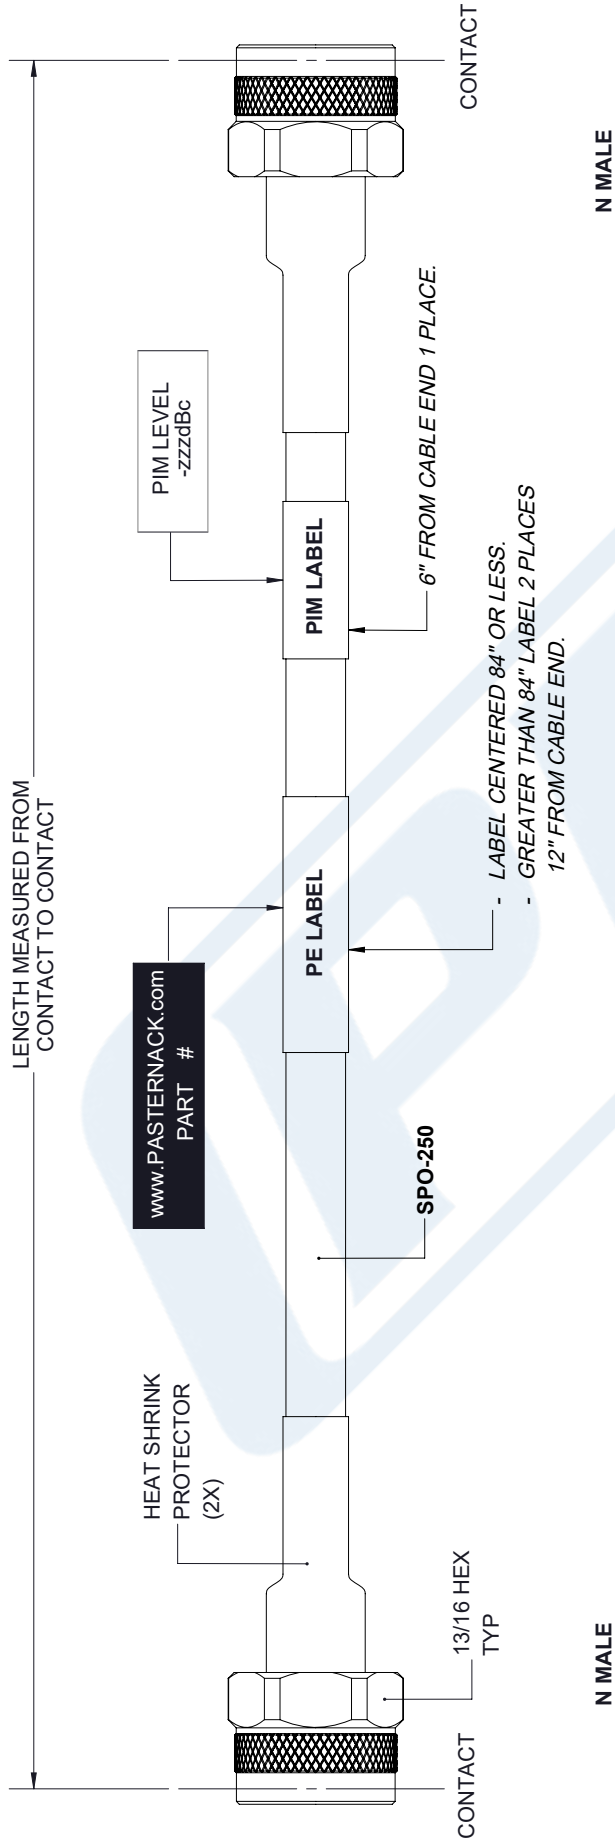 LENGTH MEASURED FROM
CONTACT TO CONTACT
www.PASTERNACK.com
PART #
PIM LEVEL
-zzzdBc
HEAT SHRINK
PROTECTOR
(2X)
PE LABEL
PIM LABEL
CONTACT
13/16 HEX
TYP
SPO-250
- LABEL CENTERED 84" OR LESS.
- GREATER THAN 84" LABEL 2 PLACES
12" FROM CABLE END.
6" FROM CABLE END 1 PLACE.
CONTACT
N MALE
N MALE